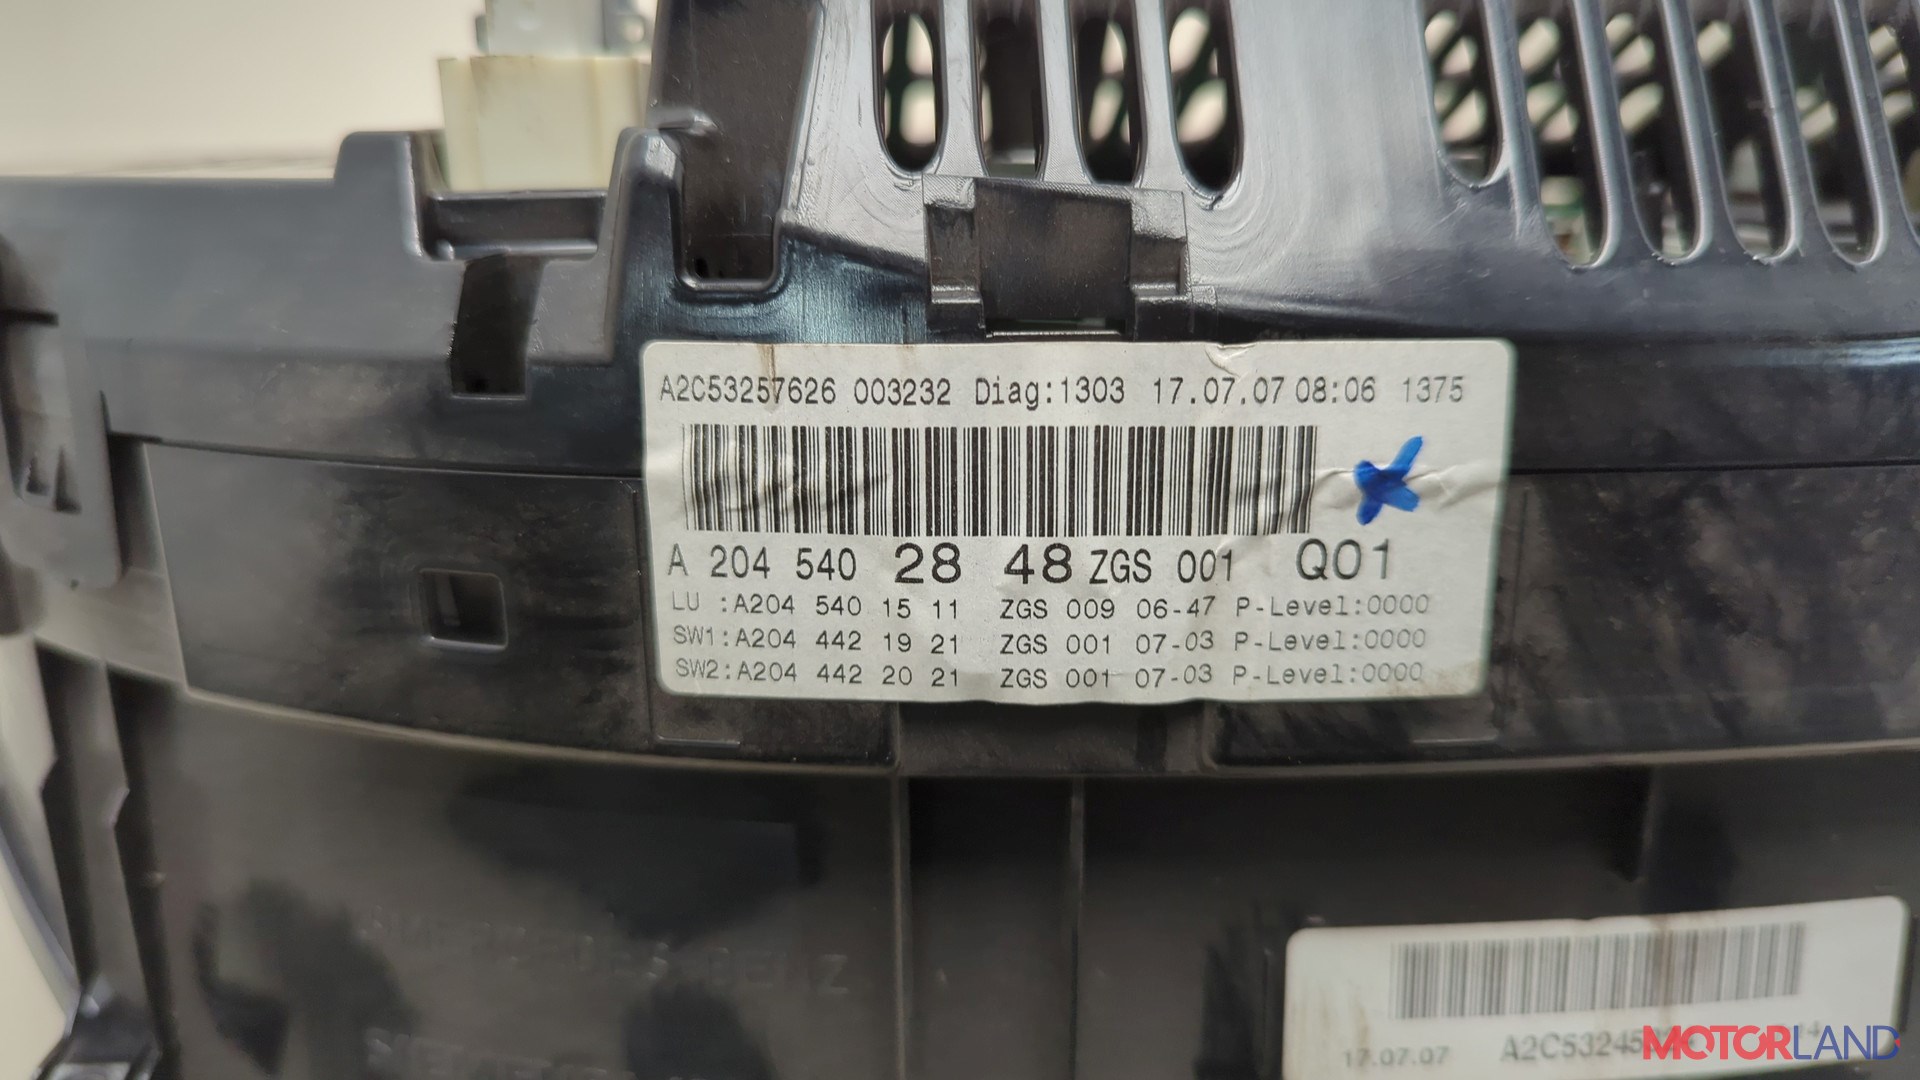 A2C53257626 003232 Diag:1303 17.07.07 08:06 1375
A 204 540 28 48 ZGS 001 Q01
LU :A204 540 15 11 ZGS 009 06-47 P-Level:0000
SW1:A204 442 19 21 ZGS 001 07-03 P-Level:0000
SW2:A204 442 20 21 ZGS 001 07-03 P-Level:0000
17.07.07
MOTORLAND